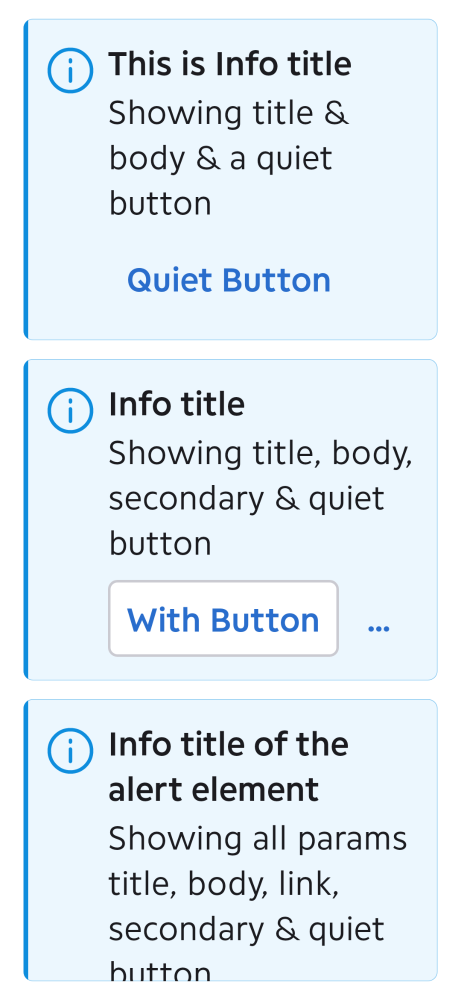 This is Info title
Showing title &
body & a quiet
button
Quiet Button
Info title
Showing title, body,
secondary & quiet
button
With Button ...
Info title of the
alert element
Showing all params
title, body, link,
secondary & quiet
button